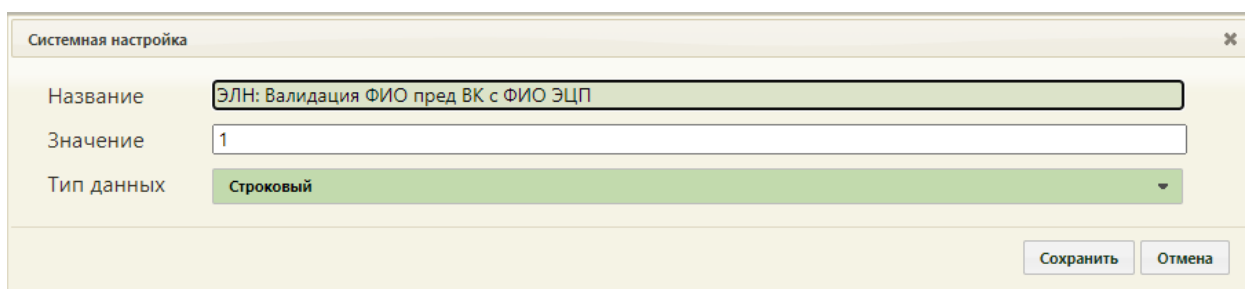 Системная настройка
Название ЭЛН: Валидация ФИО пред ВК с ФИО ЭЦП
Значение 1
Тип данных Строковый
Сохранить Отмена